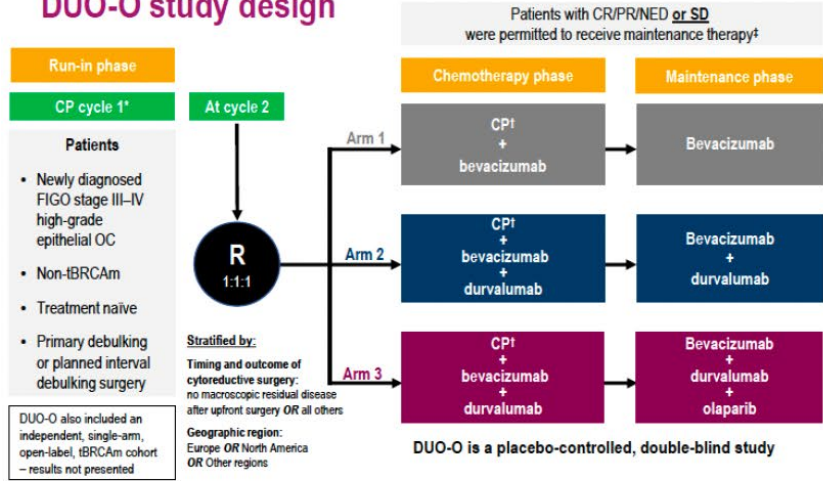 DUO-O study design
Patients with CR/PR/NED or SD
were permitted to receive maintenance therapy‡
Run-in phase
Chemotherapy phase
Maintenance phase
CP cycle 1*
At cycle 2
Patients
• Newly diagnosed
FIGO stage III–IV
high-grade
epithelial OC
• Non-tBRCAm
• Treatment naïve
• Primary debulking
or planned interval
debulking surgery
DUO-O also included an
independent, single-arm,
open-label, tBRCAm cohort
– results not presented
R
1:1:1
Stratified by:
Timing and outcome of
cytoreductive surgery:
no macroscopic residual disease
after upfront surgery OR all others
Geographic region:
Europe OR North America
OR Other regions
Arm 1
CP†
+
bevacizumab
Bevacizumab
Arm 2
CP†
+
bevacizumab
+
durvalumab
Bevacizumab
+
durvalumab
Arm 3
CP†
+
bevacizumab
+
durvalumab
Bevacizumab
+
durvalumab
+
olaparib
DUO-O is a placebo-controlled, double-blind study